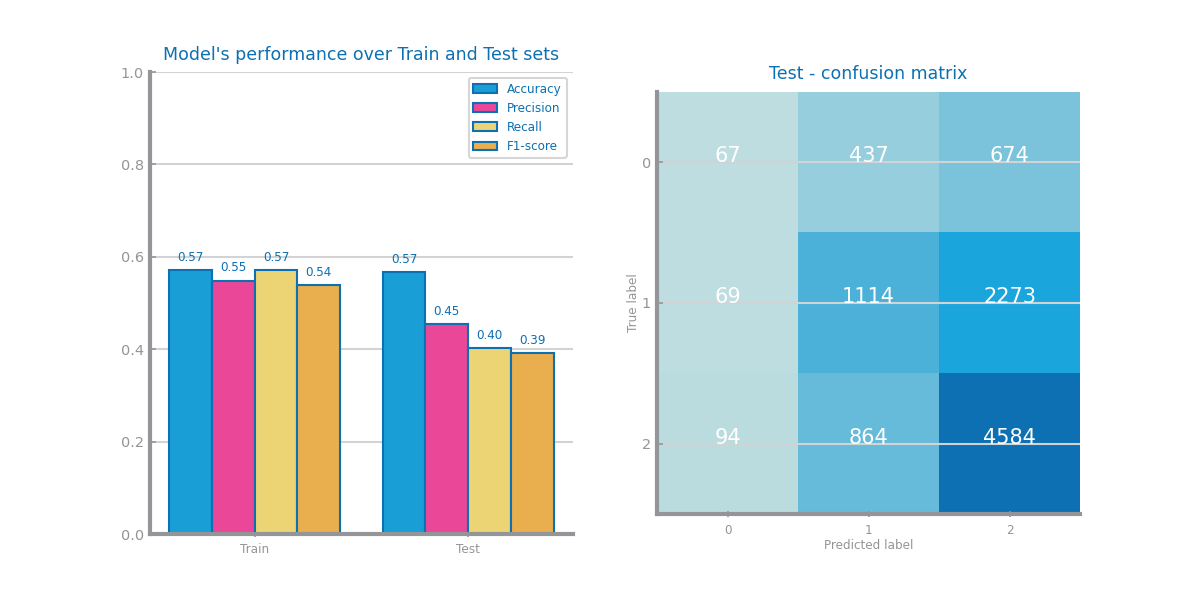 Model's performance over Train and Test sets
1.0
0.8
0.6
0.4
0.2
0.0
Accuracy
Precision
Recall
F1-score
0.57
0.55
0.57
0.54
0.57
0.45
0.40
0.39
Train
Test
Test - confusion matrix
True label
0
67 437 674
1
69 1114 2273
2
94 864 4584
0 1 2
Predicted label